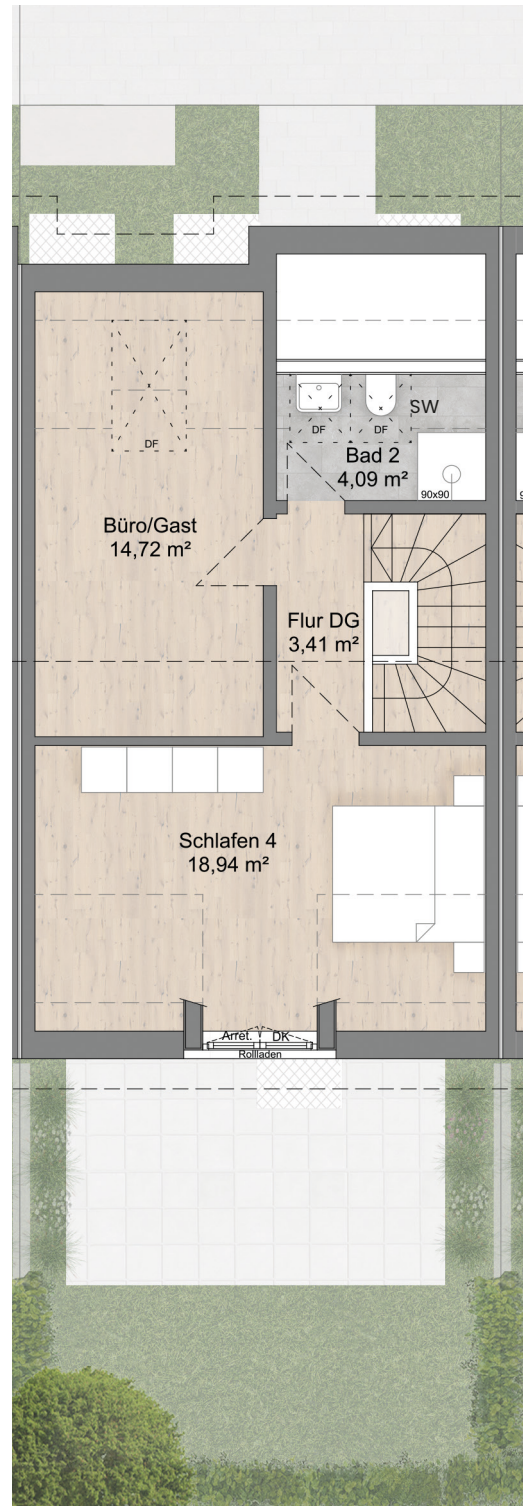 DF
DF
DF
SW
Bad 2
4,09 m²
90x90
Büro/Gast
14,72 m²
Flur DG
3,41 m²
Schlafen 4
18,94 m²
Arret.
DK
Rollladen